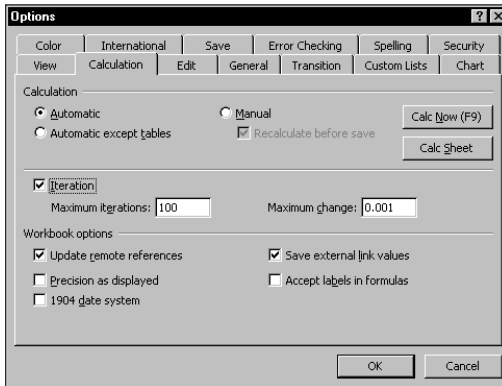 Options
Color International Save Error Checking Spelling Security
View Calculation Edit General Transition Custom Lists Chart
Calculation
Automatic Manual Calc Now (F9)
Automatic except tables Recalculate before save
Calc Sheet
Iteration
Maximum iterations: 100 Maximum change: 0.001
Workbook options
Update remote references Save external link values
Precision as displayed Accept labels in formulas
1904 date system
OK Cancel